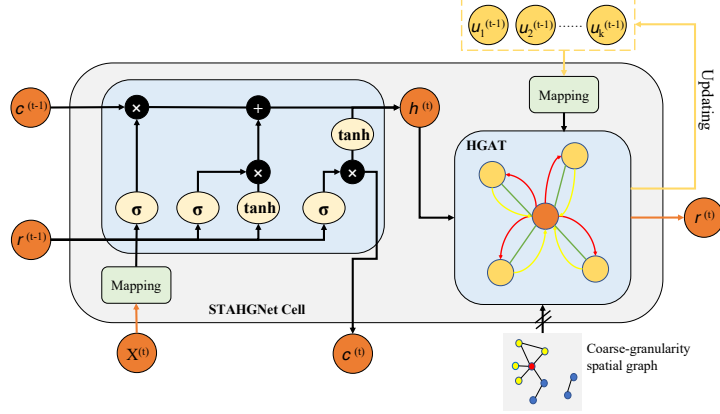 u₁⁽ᵗ⁻¹⁾ u₂⁽ᵗ⁻¹⁾ …… uₖ⁽ᵗ⁻¹⁾
Updating
c⁽ᵗ⁻¹⁾
×
+
h⁽ᵗ⁾
Mapping
tanh
HGAT
×
×
σ
σ
tanh
σ
r⁽ᵗ⁻¹⁾
r⁽ᵗ⁾
Mapping
STAHGNet Cell
X⁽ᵗ⁾
c⁽ᵗ⁾
Coarse-granularity
spatial graph